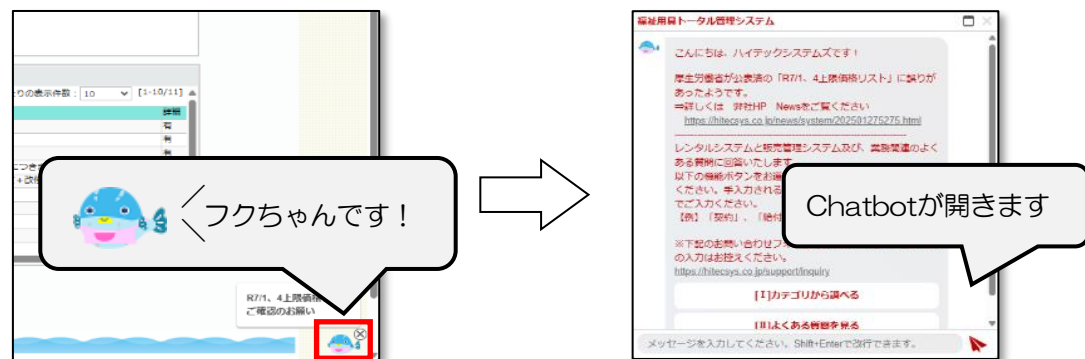 りの表示件数: 10 [1-10/11]
詳細
有
有
有
につき
+改
フクちゃんです！
R7/1、4上限価格
ご確認のお願い
福祉用具トータル管理システム
こんにちは、ハイテックシステムズです！
厚生労働省が公表済の「R7/1、4上限価格リスト」に誤りが
あったようです。
⇒詳しくは 弊社HP Newsをご覧ください
https://hitecsys.co.jp/news/system/202501275275.html
レンタルシステムと販売管理システム及び、業務関連のよく
ある質問に回答いたします
以下の機能ボタンをお選
ください。手入力される
でご入力ください。
【例】「契約」、「給付
※下記のお問い合わせフ
の入力はお控えください。
https://hitecsys.co.jp/support/inquiry
[I]カテゴリから調べる
[II]よくある質問を見る
メッセージを入力してください。Shift+Enterで改行できます。
Chatbotが開きます